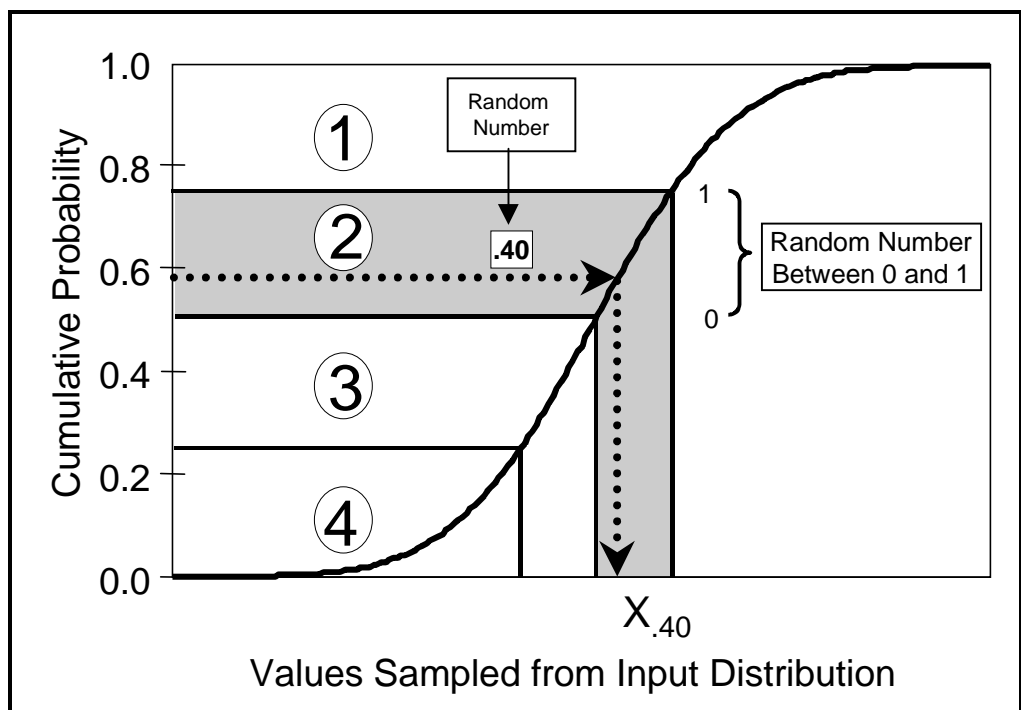 1.0
0.8
0.6
0.4
0.2
0.0
Cumulative Probability
1
2
3
4
Random
Number
.40
1
0
Random Number
Between 0 and 1
X.40
Values Sampled from Input Distribution